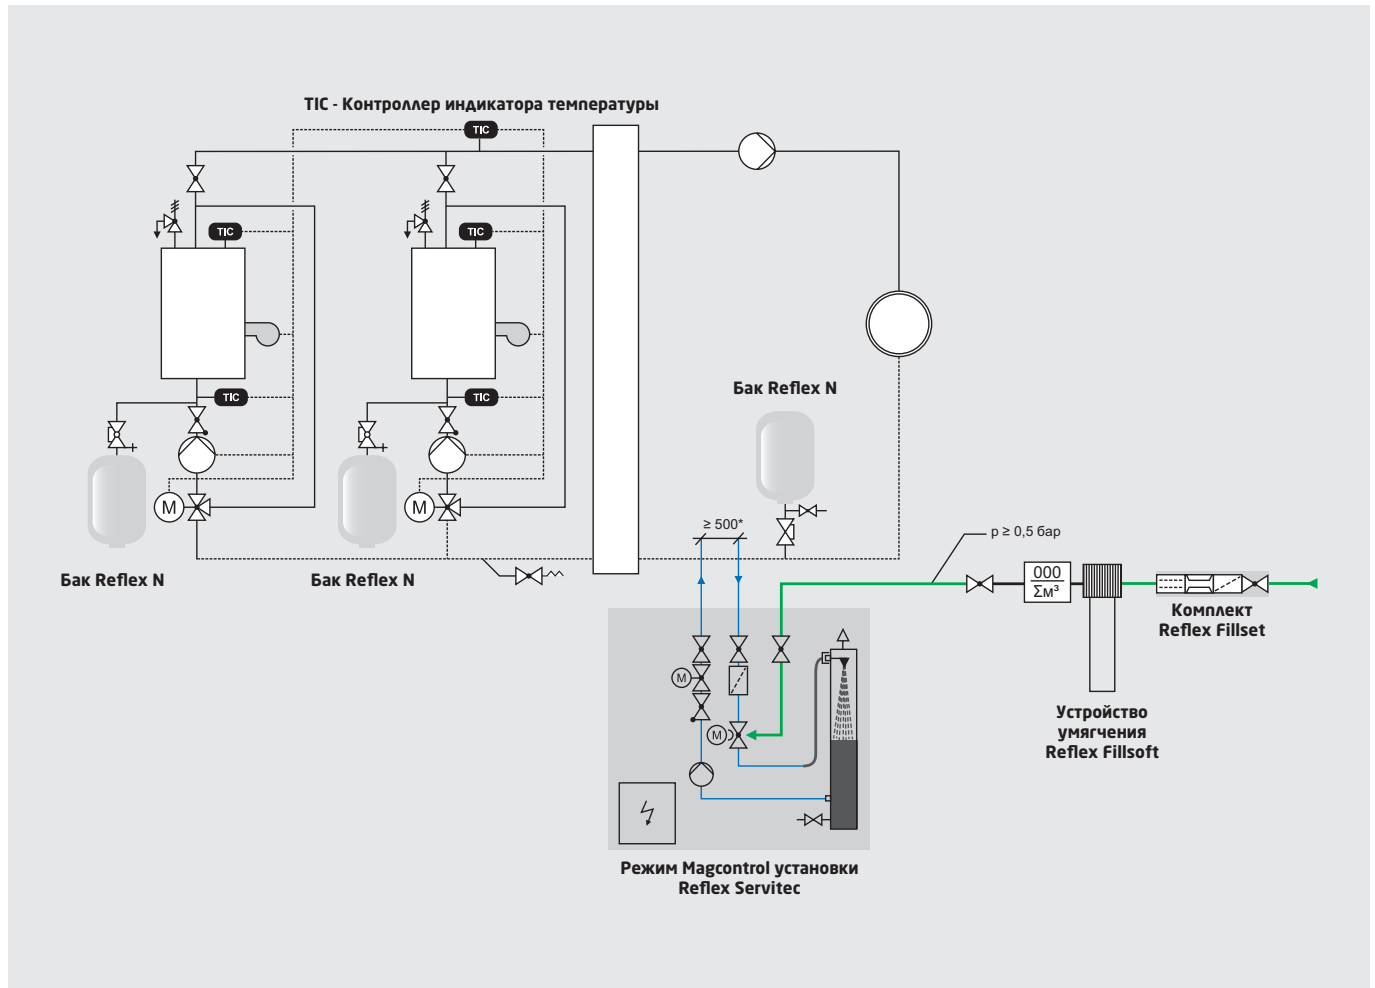 TIC - Контроллер индикатора температуры
TIC
TIC
TIC
TIC
TIC
M
M
Бак Reflex N
Бак Reflex N
Бак Reflex N
≥ 500*
p ≥ 0,5 бар
000
Σм³
Комплект
Reflex Fillset
Устройство
умягчения
Reflex Fillsoft
M
M
Режим Magcontrol установки
Reflex Servitec